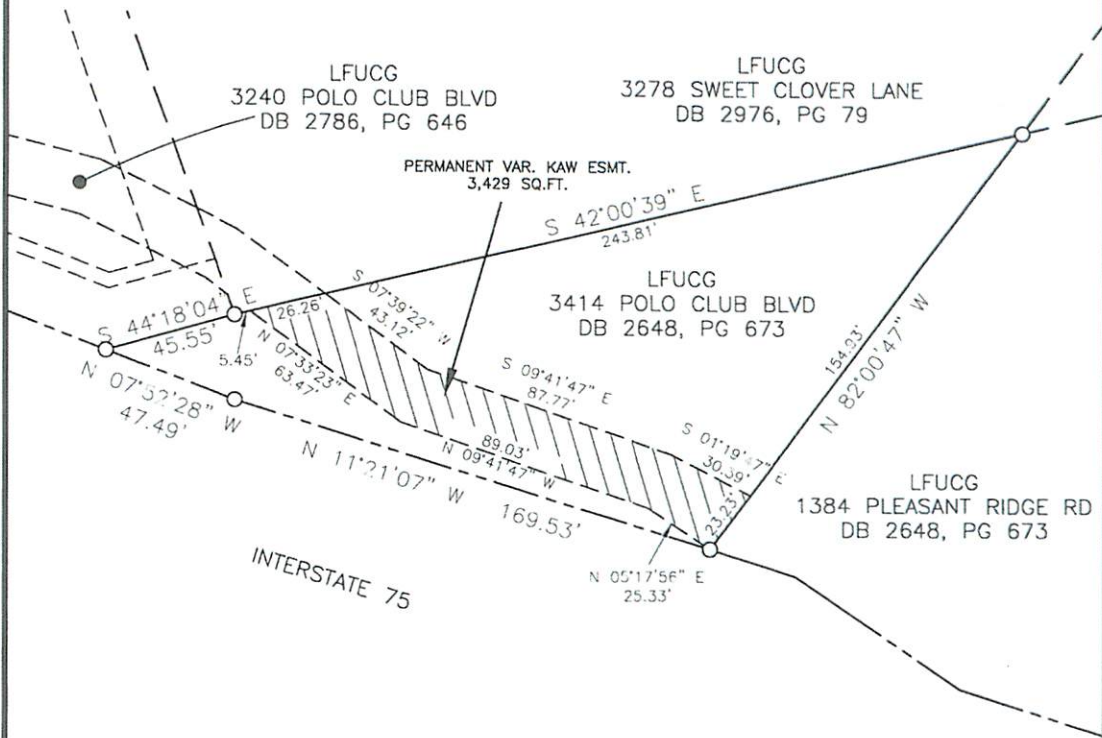 LFUCG
3240 POLO CLUB BLVD
DB 2786, PG 646
LFUCG
3278 SWEET CLOVER LANE
DB 2976, PG 79
PERMANENT VAR. KAW ESMT.
3,429 SQ.FT.
S 42°00'39" E
243.81'
LFUCG
3414 POLO CLUB BLVD
DB 2648, PG 673
S 07°39'22" W
43.12'
S 44°18'04" E
45.55'
26.26'
5.45'
N 07°33'23" E
63.47'
N 07°52'28" W
47.49'
S 09°41'47" E
87.77'
154.93'
N 82°00'47" W
89.03'
N 09°41'47" W
S 01°19'47" E
30.39'
23.23'
N 11°21'07" W
169.53'
LFUCG
1384 PLEASANT RIDGE RD
DB 2648, PG 673
N 05°17'56" E
25.33'
INTERSTATE 75